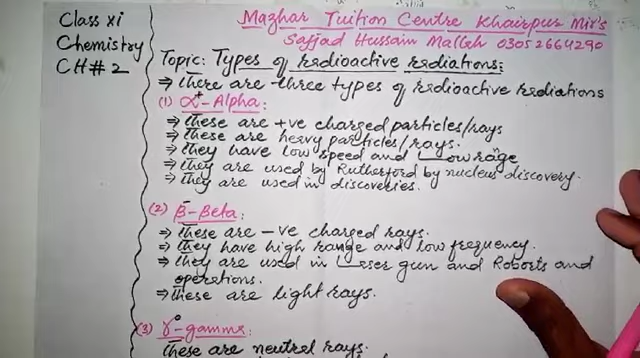 Class XI
Chemistry
CH # 2
Mazhar Tuition Centre Khairpur Mir's
Sajjad Hussain Mallah 03052664290
Topic: Types of radioactive radiations:
⇒ There are three types of radioactive radiations
(1) α⁺-Alpha:
⇒ These are +ve charged particles/rays
⇒ These are heavy particles/rays.
⇒ They have low speed and Low range
⇒ They are used by Rutherford by nucleus discovery.
⇒ They are used in discoveries.
(2) β⁻-Beta:
⇒ These are -ve charged rays.
⇒ They have high range and low frequency.
⇒ They are used in Laser gun and Roborts and
operations.
⇒ These are light rays.
(3) γ⁰-gamma:
These are neutral rays.